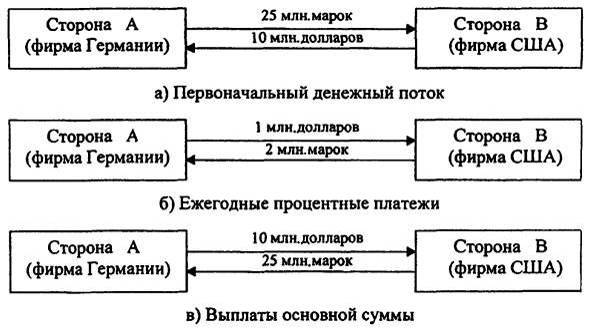 Сторона А
(фирма Германии)
25 млн.марок
10 млн.долларов
Сторона В
(фирма США)
а) Первоначальный денежный поток
Сторона А
(фирма Германии)
1 млн.долларов
2 млн.марок
Сторона В
(фирма США)
б) Ежегодные процентные платежи
Сторона А
(фирма Германии)
10 млн.долларов
25 млн.марок
Сторона В
(фирма США)
в) Выплаты основной суммы